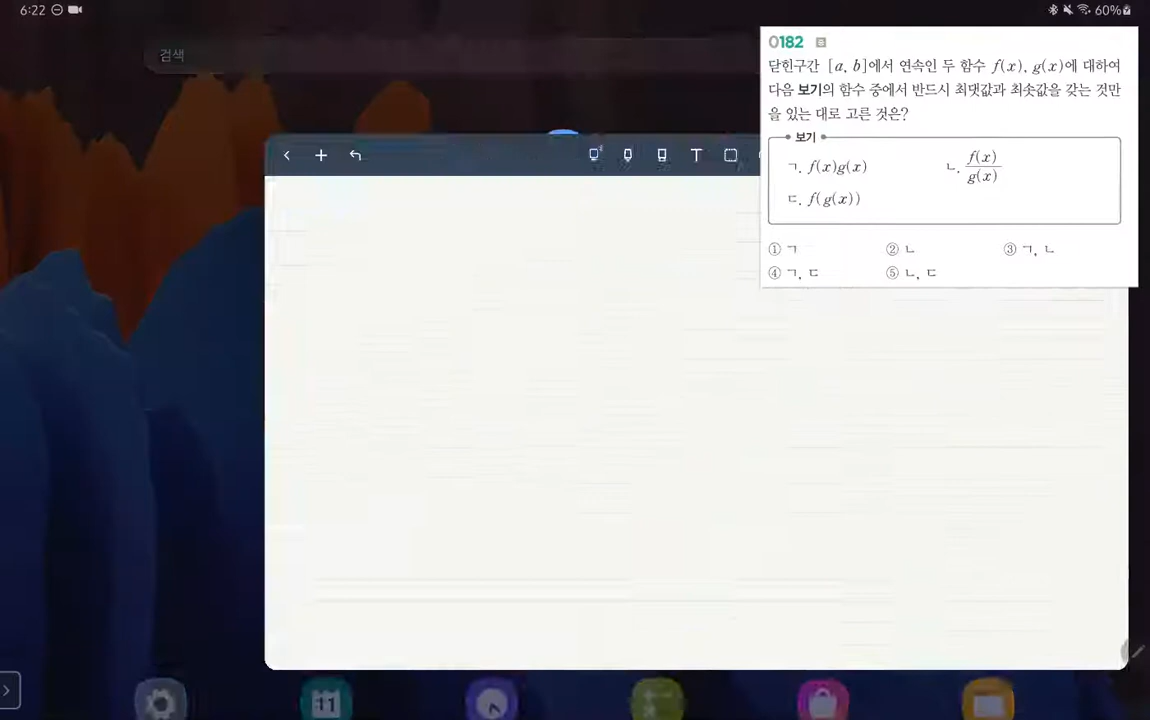 6:22
60%
검색
0182
닫힌구간 [a, b]에서 연속인 두 함수 f(x), g(x)에 대하여
다음 보기의 함수 중에서 반드시 최댓값과 최솟값을 갖는 것만
을 있는 대로 고른 것은?
보기
ㄱ. f(x)g(x) ㄴ. f(x)/g(x)
ㄷ. f(g(x))
① ㄱ ② ㄴ ③ ㄱ, ㄴ
④ ㄱ, ㄷ ⑤ ㄴ, ㄷ
T
11